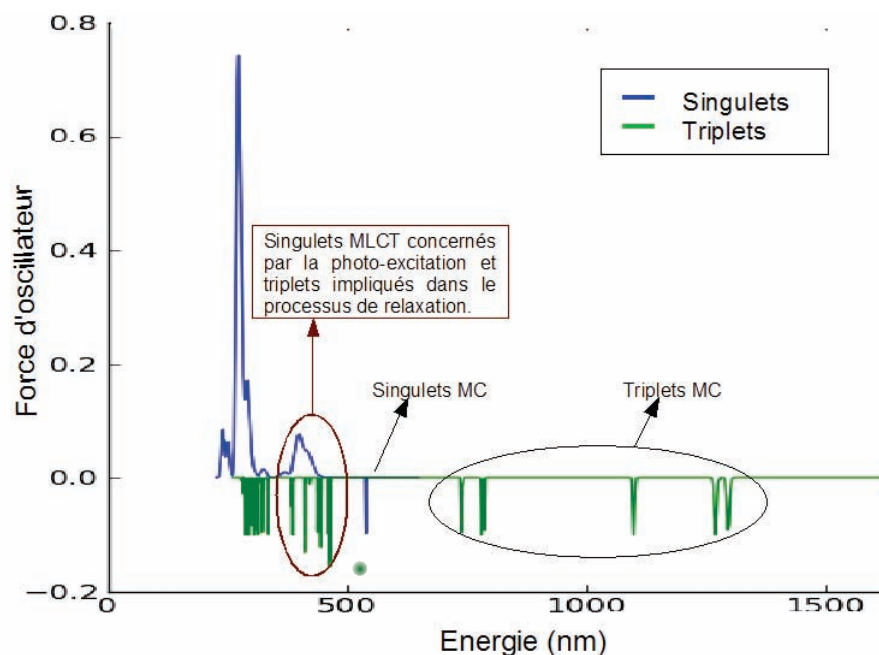 0.8
0.6
0.4
0.2
0.0
−0.2
Force d'oscillateur
Singulets
Triplets
Singulets MLCT concernés
par la photo-excitation et
triplets impliqués dans le
processus de relaxation.
Singulets MC
Triplets MC
0
500
1000
1500
Energie (nm)